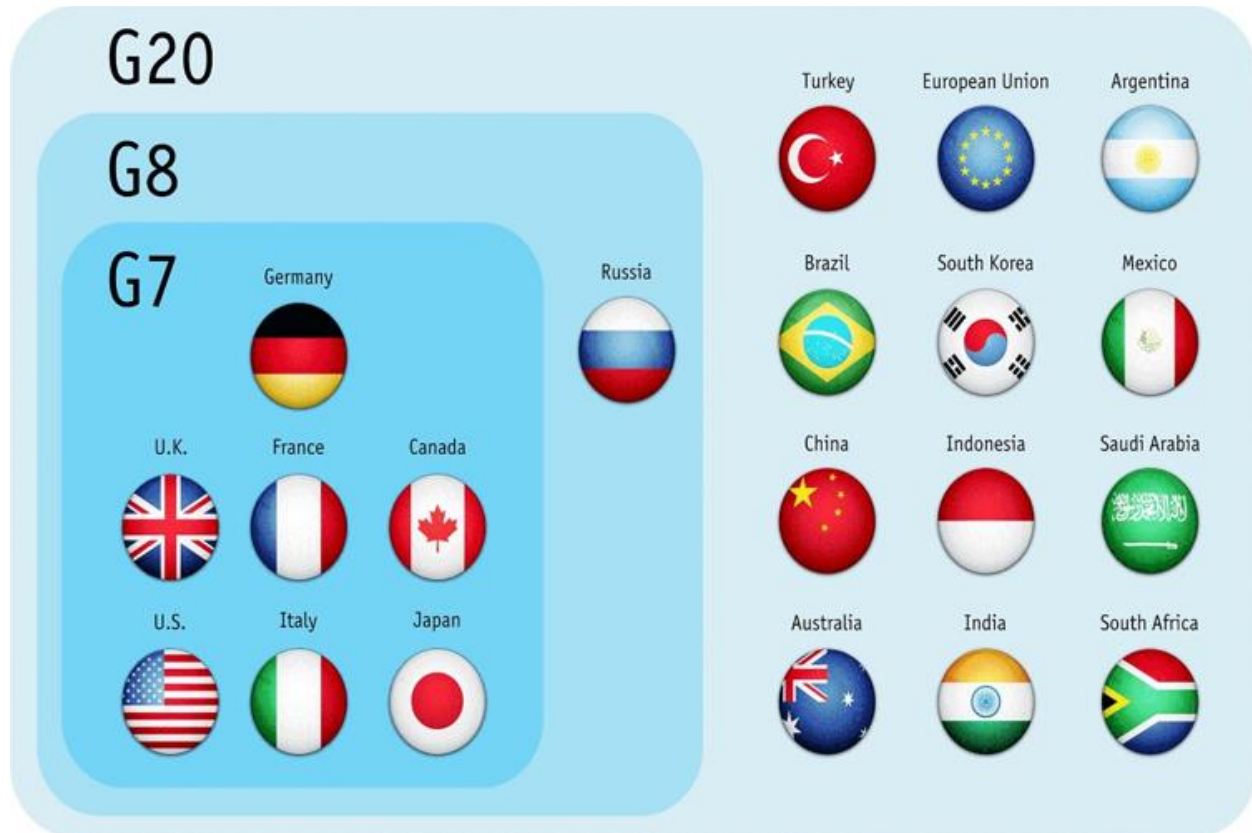 G20
G8
G7
Germany
U.K.
France
Canada
U.S.
Italy
Japan
Russia
Turkey
European Union
Argentina
Brazil
South Korea
Mexico
China
Indonesia
Saudi Arabia
Australia
India
South Africa